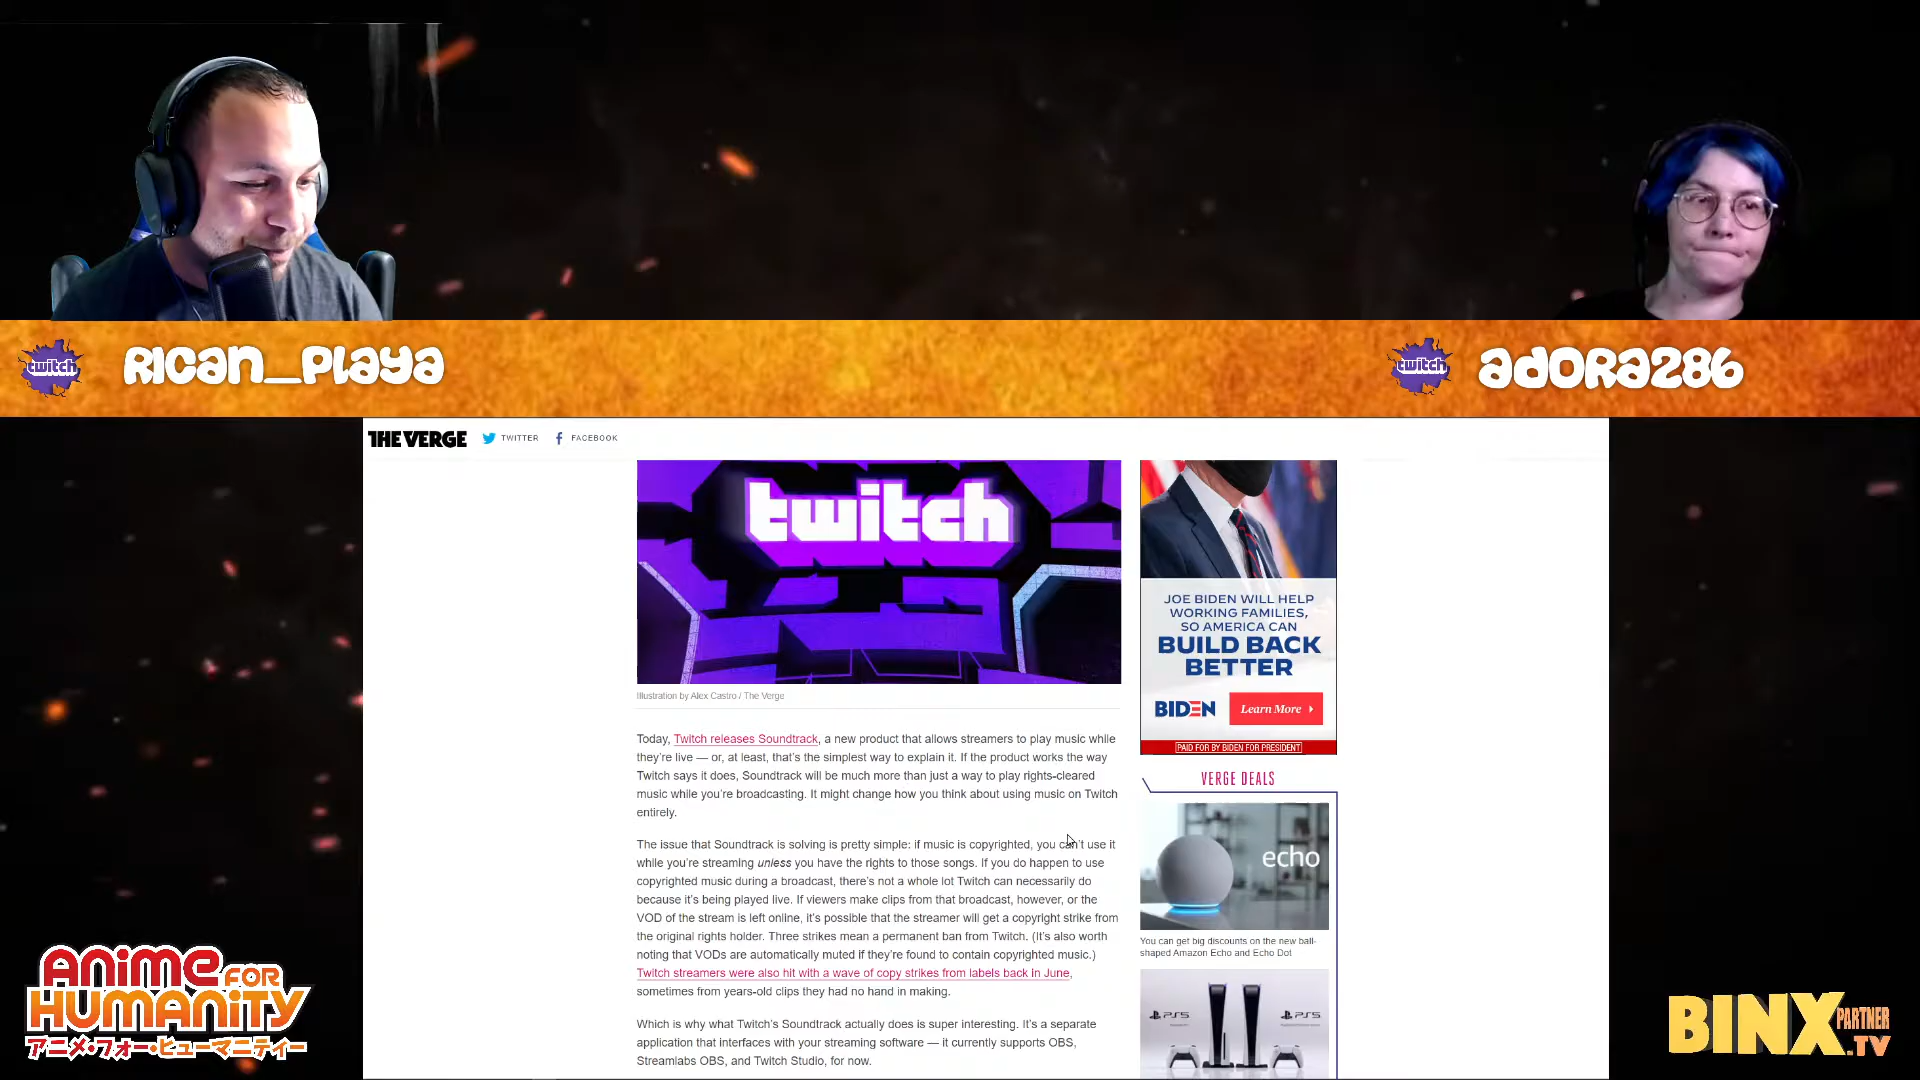 twitch
RICAN_PLAYA
twitch
ADORA286
THE VERGE
TWITTER
FACEBOOK
twitch
Illustration by Alex Castro / The Verge
Today, Twitch releases Soundtrack, a new product that allows streamers to play music while
they're live — or, at least, that's the simplest way to explain it. If the product works the way
Twitch says it does, Soundtrack will be much more than just a way to play rights-cleared
music while you're broadcasting. It might change how you think about using music on Twitch
entirely.
The issue that Soundtrack is solving is pretty simple: if music is copyrighted, you can't use it
while you're streaming unless you have the rights to those songs. If you do happen to use
copyrighted music during a broadcast, there's not a whole lot Twitch can necessarily do
because it's being played live. If viewers make clips from that broadcast, however, or the
VOD of the stream is left online, it's possible that the streamer will get a copyright strike from
the original rights holder. Three strikes mean a permanent ban from Twitch. (It's also worth
noting that VODs are automatically muted if they're found to contain copyrighted music.)
Twitch streamers were also hit with a wave of copy strikes from labels back in June,
sometimes from years-old clips they had no hand in making.
Which is why what Twitch's Soundtrack actually does is super interesting. It's a separate
application that interfaces with your streaming software — it currently supports OBS,
Streamlabs OBS, and Twitch Studio, for now.
JOE BIDEN WILL HELP
WORKING FAMILIES,
SO AMERICA CAN
BUILD BACK
BETTER
BIDEN
Learn More
PAID FOR BY BIDEN FOR PRESIDENT
VERGE DEALS
echo
You can get big discounts on the new ball-
shaped Amazon Echo and Echo Dot
PS5
PS5
Anime FOR
Humanity
アニメ・フォー・ヒューマニティー
BINX
PARTNER
.TV